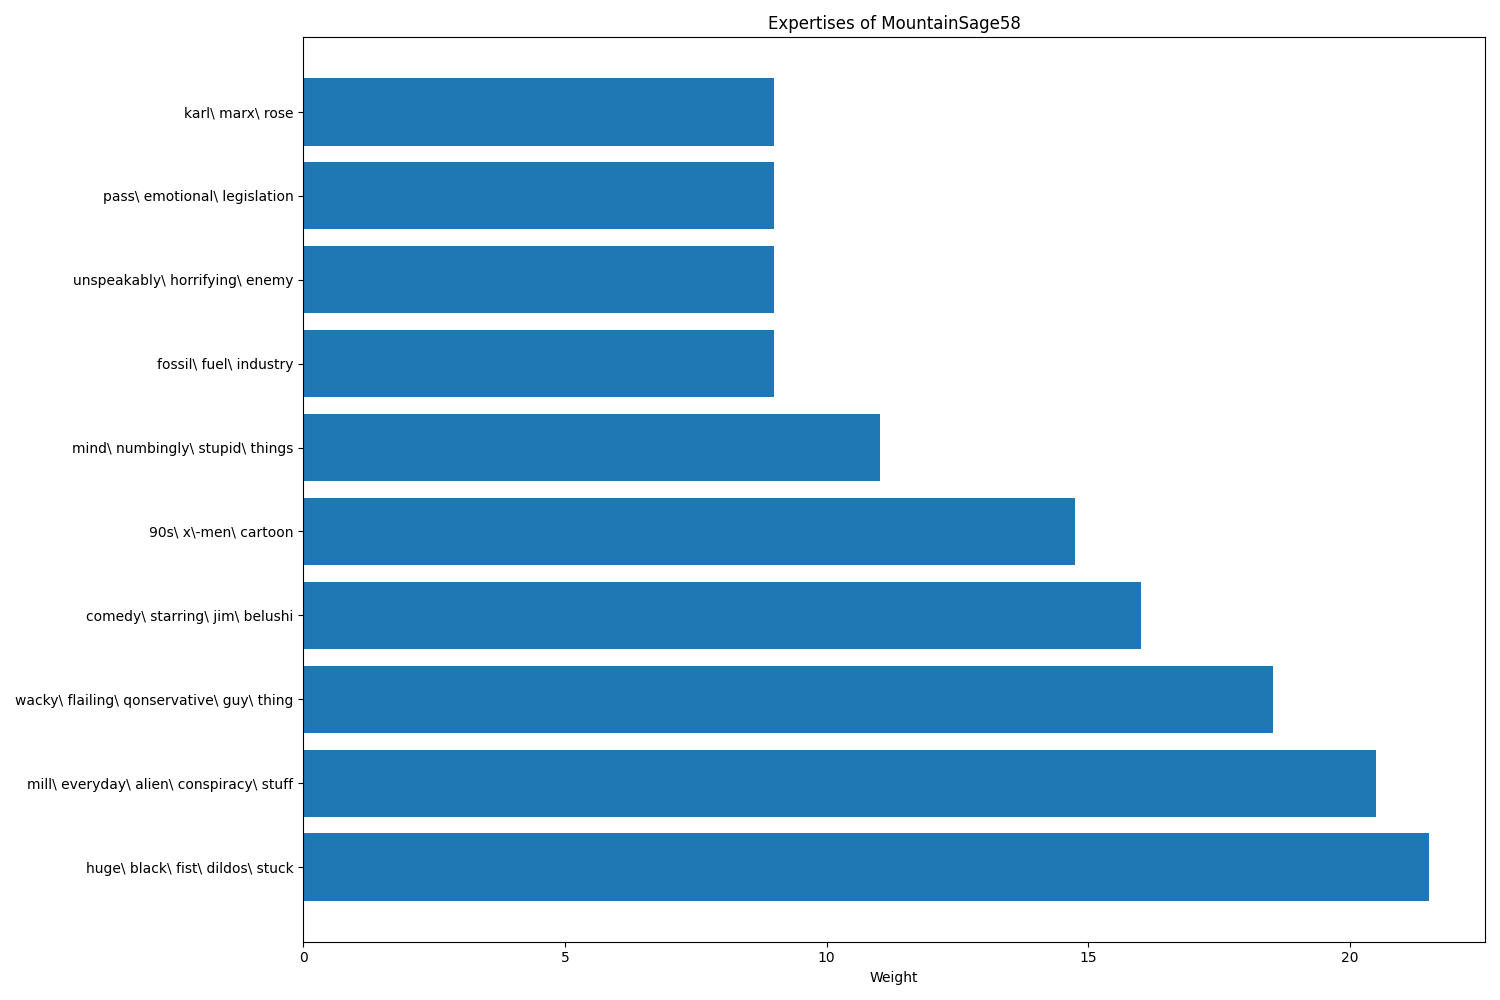 Expertises of MountainSage58
karl\ marx\ rose
pass\ emotional\ legislation
unspeakably\ horrifying\ enemy
fossil\ fuel\ industry
mind\ numbingly\ stupid\ things
90s\ x\-men\ cartoon
comedy\ starring\ jim\ belushi
wacky\ flailing\ qonservative\ guy\ thing
mill\ everyday\ alien\ conspiracy\ stuff
huge\ black\ fist\ dildos\ stuck
0 5 10 15 20
Weight